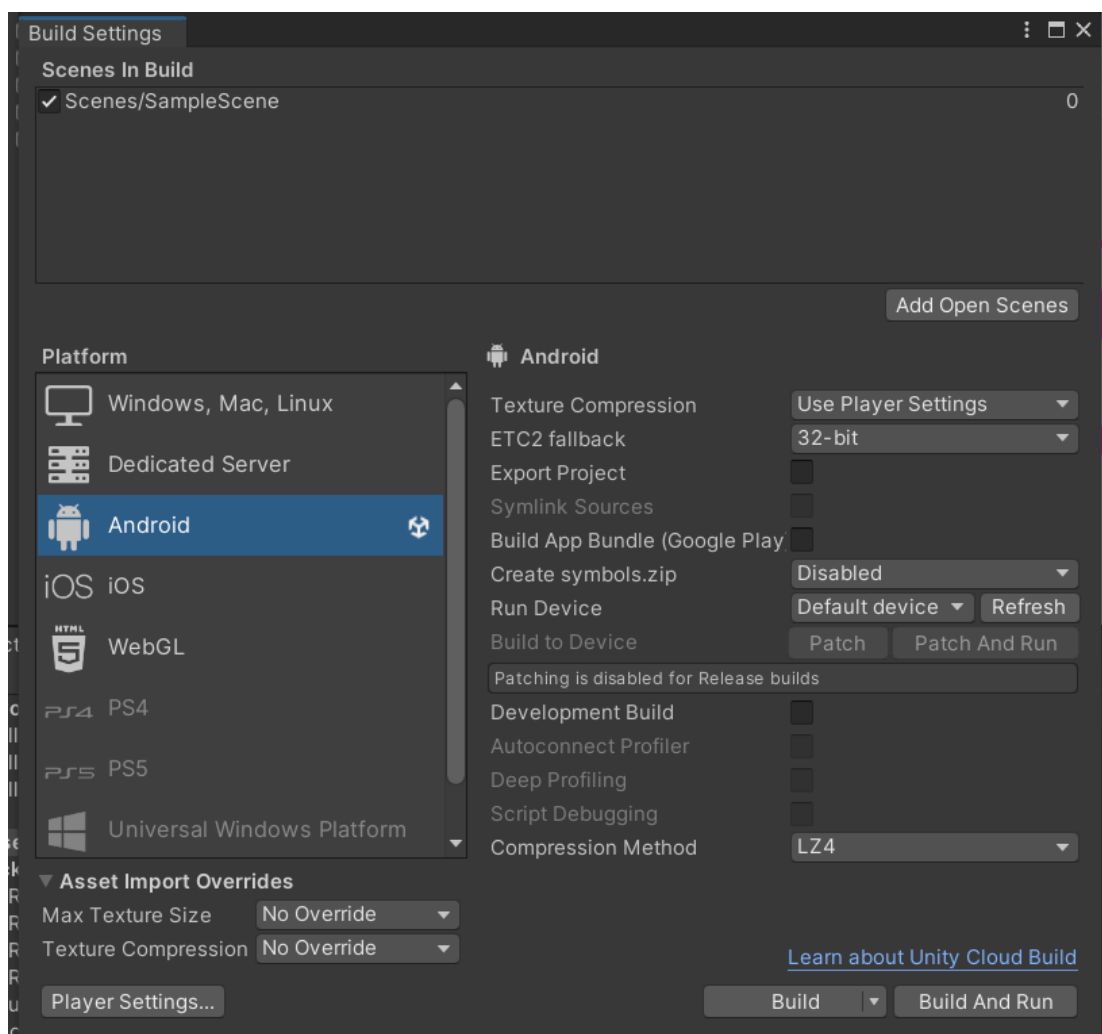 Build Settings
Scenes In Build
Scenes/SampleScene 0
Add Open Scenes
Platform
Windows, Mac, Linux
Dedicated Server
Android
iOS iOS
HTML 5 WebGL
PS4 PS4
PS5 PS5
Universal Windows Platform
Android
Texture Compression Use Player Settings
ETC2 fallback 32-bit
Export Project
Symlink Sources
Build App Bundle (Google Play)
Create symbols.zip Disabled
Run Device Default device Refresh
Build to Device Patch Patch And Run
Patching is disabled for Release builds
Development Build
Autoconnect Profiler
Deep Profiling
Script Debugging
Compression Method LZ4
Asset Import Overrides
Max Texture Size No Override
Texture Compression No Override
Learn about Unity Cloud Build
Player Settings... Build Build And Run